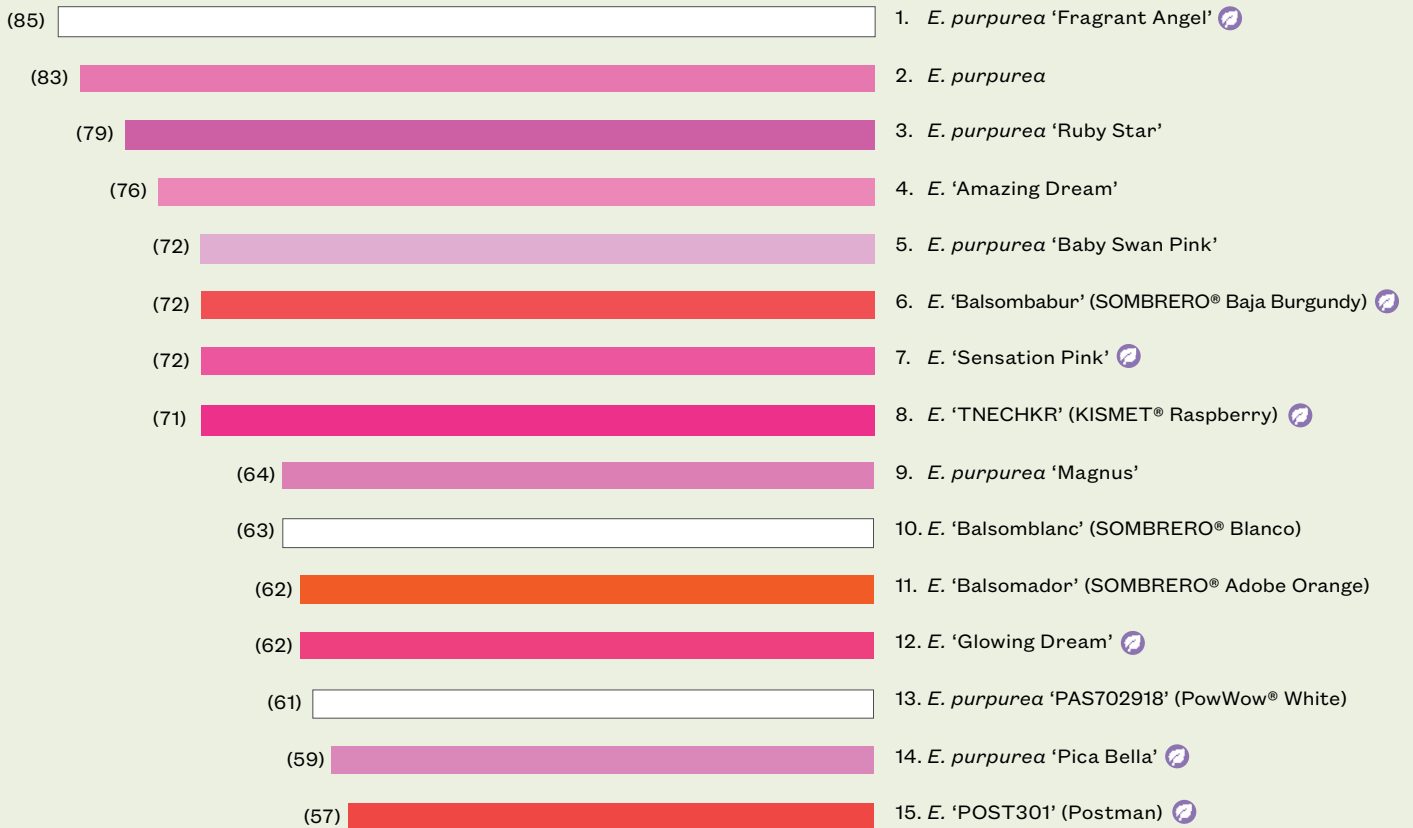 (85) 1. E. purpurea ‘Fragrant Angel’
(83) 2. E. purpurea
(79) 3. E. purpurea ‘Ruby Star’
(76) 4. E. ‘Amazing Dream’
(72) 5. E. purpurea ‘Baby Swan Pink’
(72) 6. E. ‘Balsombabur’ (SOMBRERO® Baja Burgundy)
(72) 7. E. ‘Sensation Pink’
(71) 8. E. ‘TNECHKR’ (KISMET® Raspberry)
(64) 9. E. purpurea ‘Magnus’
(63) 10. E. ‘Balsomblanc’ (SOMBRERO® Blanco)
(62) 11. E. ‘Balsomador’ (SOMBRERO® Adobe Orange)
(62) 12. E. ‘Glowing Dream’
(61) 13. E. purpurea ‘PAS702918’ (PowWow® White)
(59) 14. E. purpurea ‘Pica Bella’
(57) 15. E. ‘POST301’ (Postman)